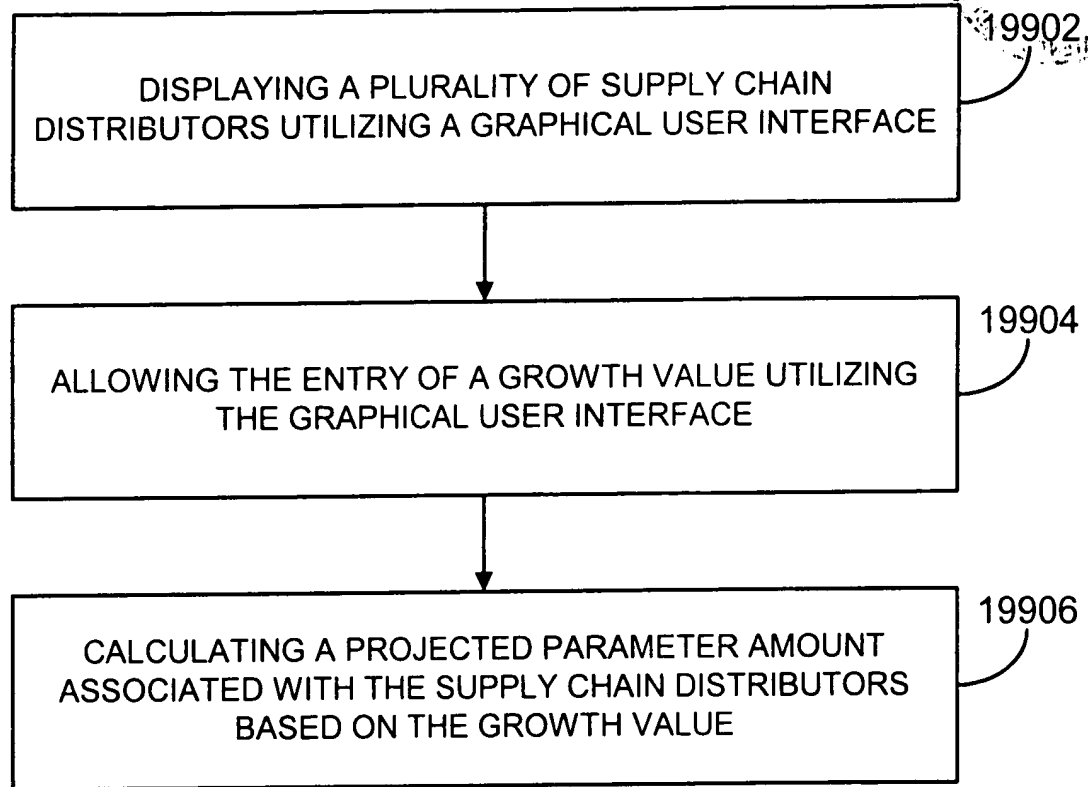 19902
DISPLAYING A PLURALITY OF SUPPLY CHAIN
DISTRIBUTORS UTILIZING A GRAPHICAL USER INTERFACE
19904
ALLOWING THE ENTRY OF A GROWTH VALUE UTILIZING
THE GRAPHICAL USER INTERFACE
19906
CALCULATING A PROJECTED PARAMETER AMOUNT
ASSOCIATED WITH THE SUPPLY CHAIN DISTRIBUTORS
BASED ON THE GROWTH VALUE